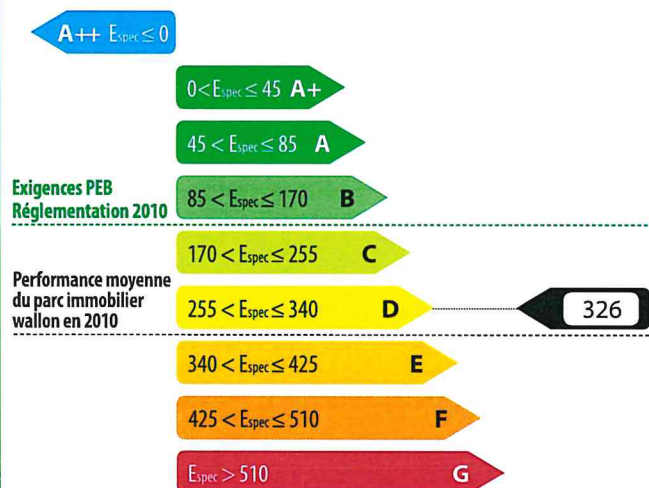 A++ Espec ≤ 0
0 < Espec ≤ 45 A+
45 < Espec ≤ 85 A
Exigences PEB
Réglementation 2010
85 < Espec ≤ 170 B
170 < Espec ≤ 255 C
Performance moyenne
du parc immobilier
wallon en 2010
255 < Espec ≤ 340 D
326
340 < Espec ≤ 425 E
425 < Espec ≤ 510 F
Espec > 510 G